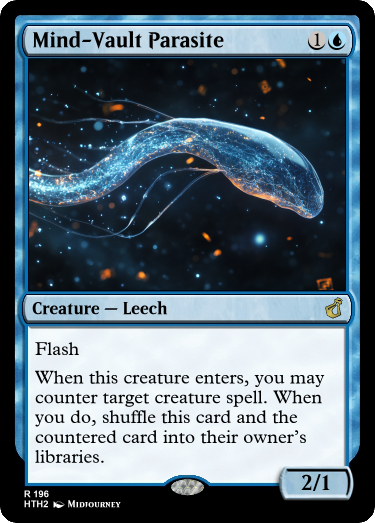 Mind-Vault Parasite 1
Creature — Leech
Flash
When this creature enters, you may
counter target creature spell. When
you do, shuffle this card and the
countered card into their owner's
libraries.
2/1
R 196
HTH2 Midjourney